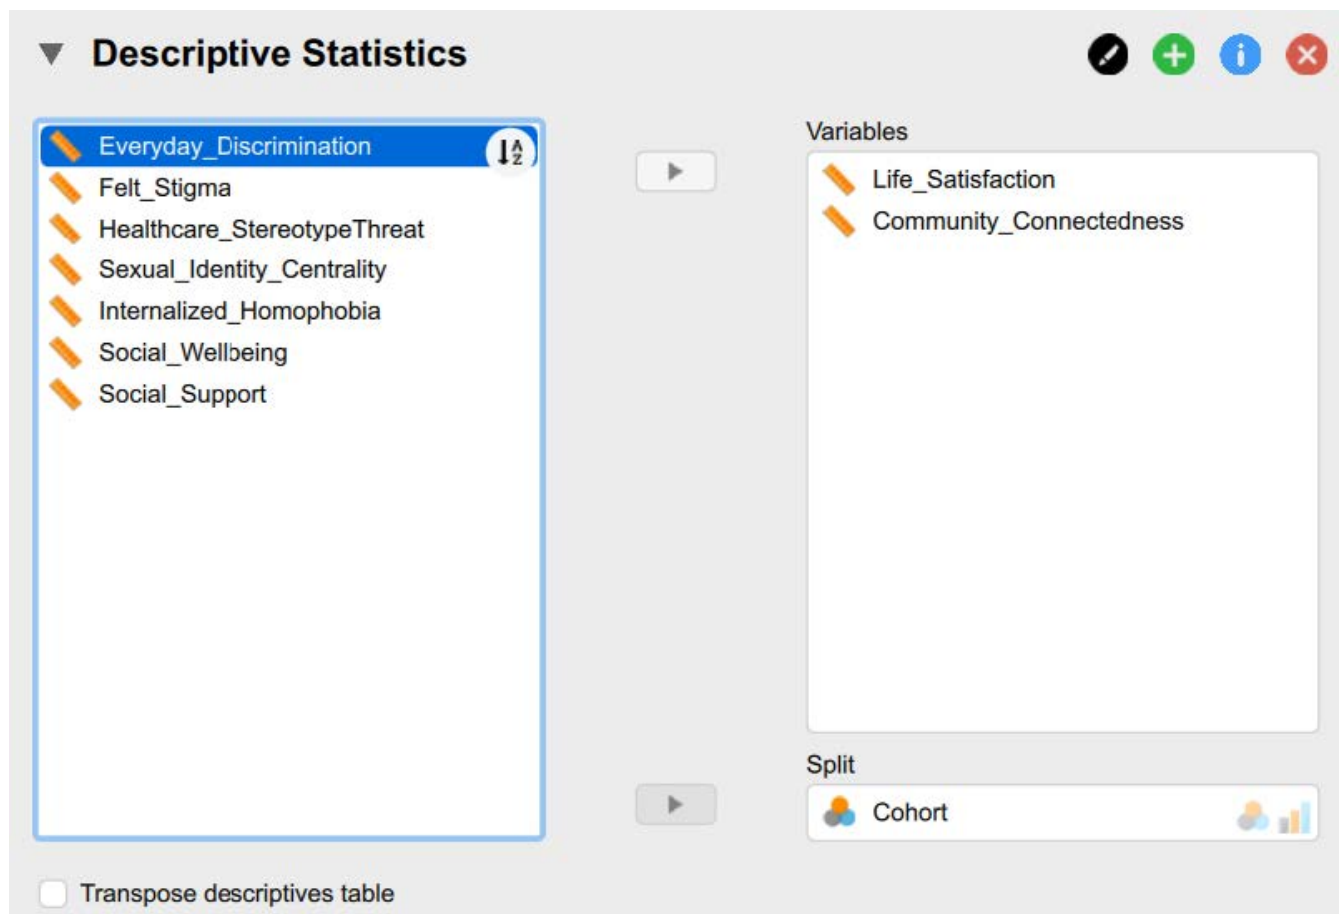 Descriptive Statistics
Everyday_Discrimination
Felt_Stigma
Healthcare_StereotypeThreat
Sexual_Identity_Centrality
Internalized_Homophobia
Social_Wellbeing
Social_Support
Variables
Life_Satisfaction
Community_Connectedness
Split
Cohort
Transpose descriptives table